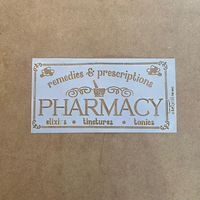 remedies & prescriptions
PHARMACY
elixirs • tinctures • tonics